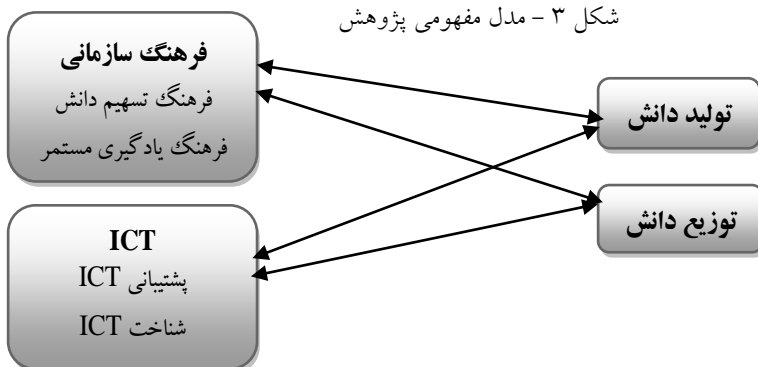 شکل ۳ – مدل مفهومی پژوهش
فرهنگ سازمانی
فرهنگ تسهیم دانش
فرهنگ یادگیری مستمر
تولید دانش
توزیع دانش
ICT
پشتیبانی ICT
شناخت ICT